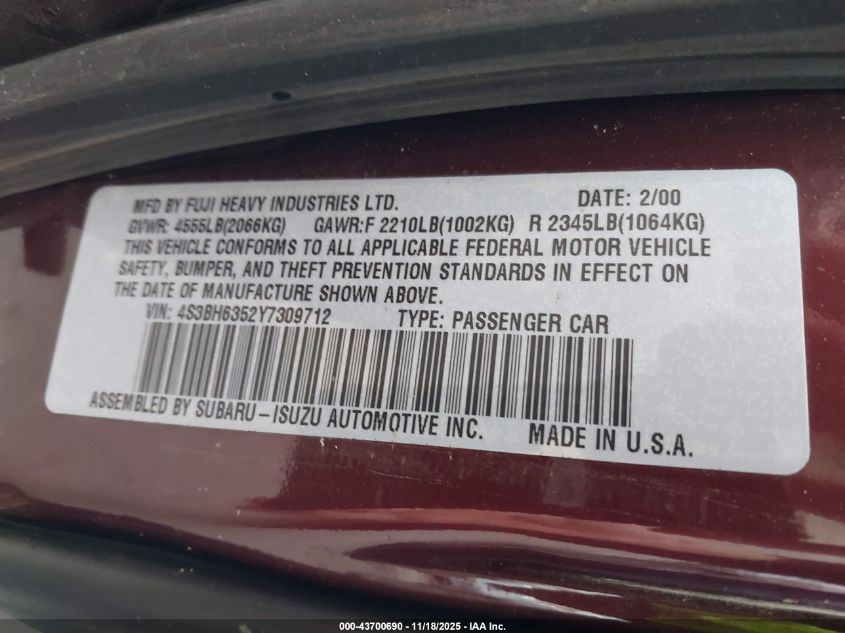 MFD BY FUJI HEAVY INDUSTRIES LTD. DATE: 2/00
GVWR: 4555LB(2066KG) GAWR:F 2210LB(1002KG) R 2345LB(1064KG)
THIS VEHICLE CONFORMS TO ALL APPLICABLE FEDERAL MOTOR VEHICLE
SAFETY, BUMPER, AND THEFT PREVENTION STANDARDS IN EFFECT ON
THE DATE OF MANUFACTURE SHOWN ABOVE.
VIN: 4S3BH6352Y7309712 TYPE: PASSENGER CAR
ASSEMBLED BY SUBARU-ISUZU AUTOMOTIVE INC. MADE IN U.S.A.
000-43700690 - 11/18/2025 - IAA Inc.